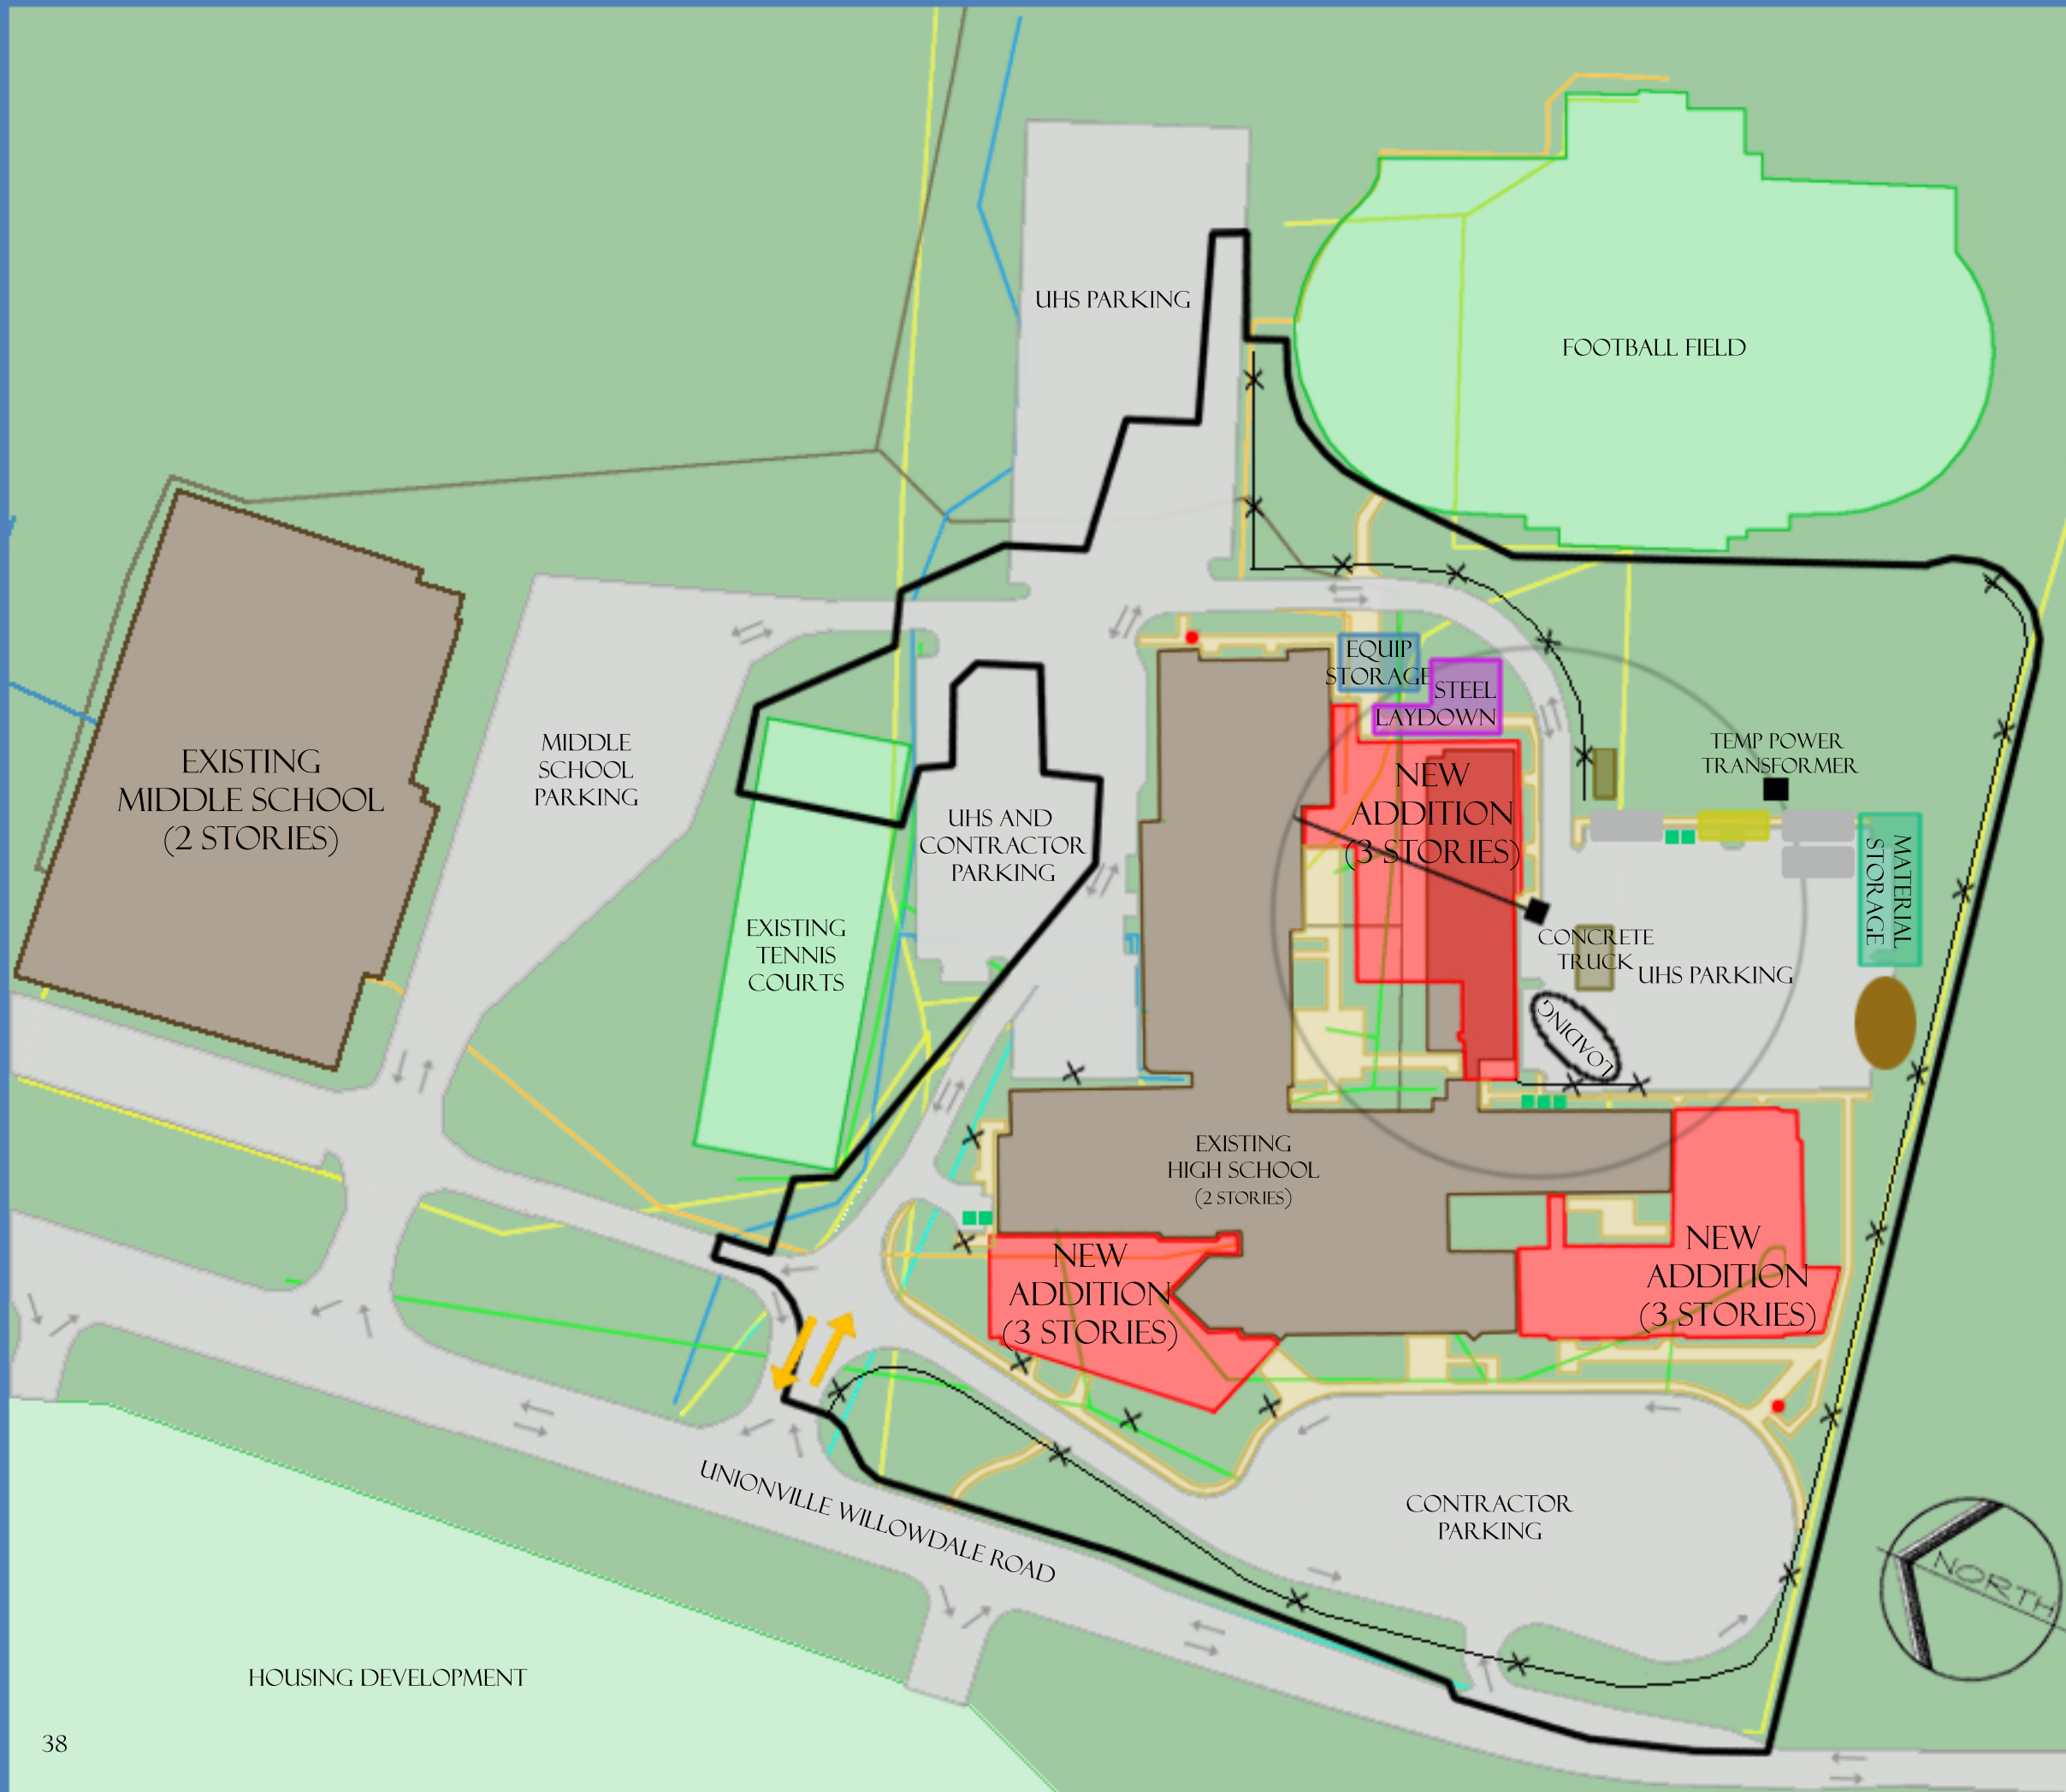 UHS PARKING
FOOTBALL FIELD
EQUIP
STORAGE
STEEL
LAYDOWN
EXISTING
MIDDLE SCHOOL
(2 STORIES)
MIDDLE
SCHOOL
PARKING
UHS AND
CONTRACTOR
PARKING
NEW
ADDITION
(3 STORIES)
TEMP POWER
TRANSFORMER
MATERIAL
STORAGE
EXISTING
TENNIS
COURTS
CONCRETE
TRUCK
UHS PARKING
LOADING
EXISTING
HIGH SCHOOL
(2 STORIES)
NEW
ADDITION
(3 STORIES)
NEW
ADDITION
(3 STORIES)
UNIONVILLE WILLOWDALE ROAD
CONTRACTOR
PARKING
NORTH
HOUSING DEVELOPMENT
38